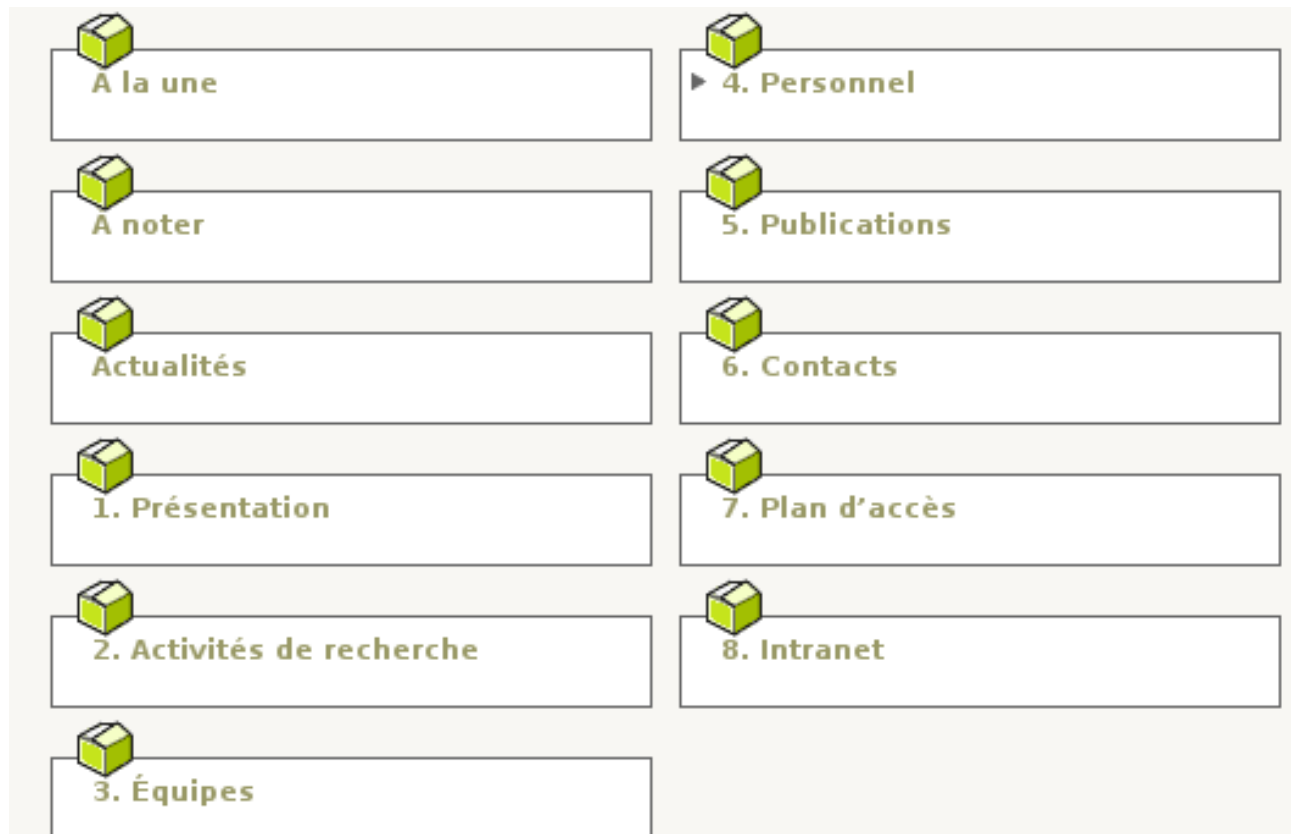 À la une
A noter
Actualités
1. Présentation
2. Activités de recherche
3. Équipes
4. Personnel
5. Publications
6. Contacts
7. Plan d’accès
8. Intranet